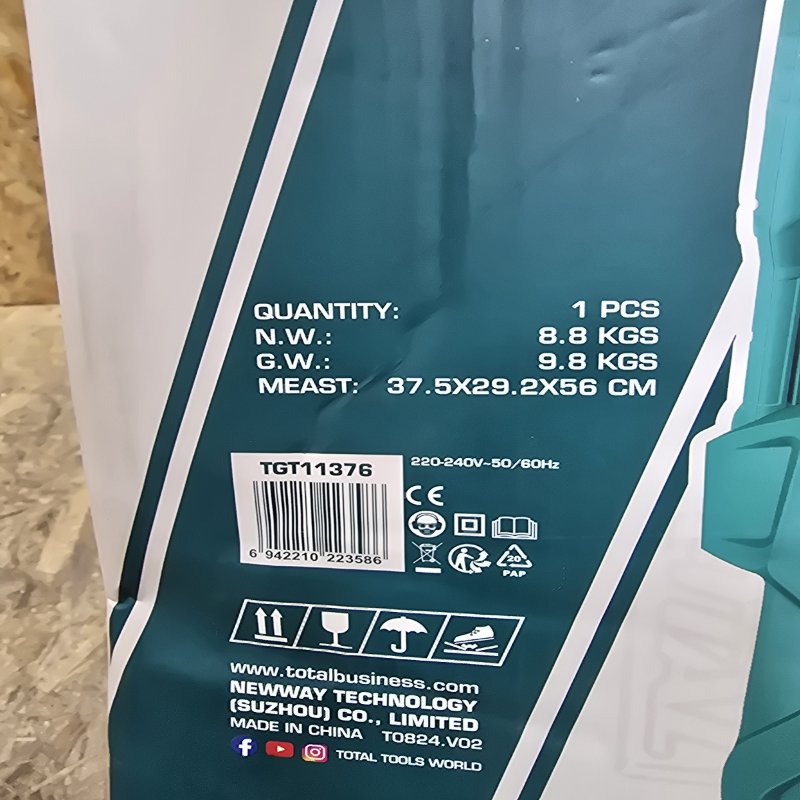 QUANTITY: 1 PCS
N.W.: 8.8 KGS
G.W.: 9.8 KGS
MEAST: 37.5X29.2X56 CM
TGT11376
220-240V~50/60Hz
CE
6 942210 223586
20
PAP
www.totalbusiness.com
NEWWAY TECHNOLOGY
(SUZHOU) CO., LIMITED
MADE IN CHINA T0824.V02
TOTAL TOOLS WORLD